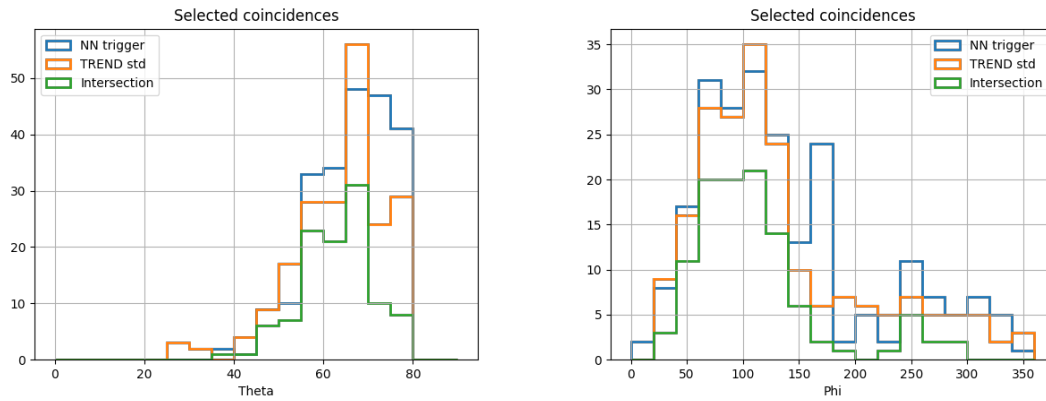 Selected coincidences
NN trigger
TREND std
Intersection
50
40
30
20
10
0
0 20 40 60 80
Theta
Selected coincidences
NN trigger
TREND std
Intersection
35
30
25
20
15
10
5
0
0 50 100 150 200 250 300 350
Phi